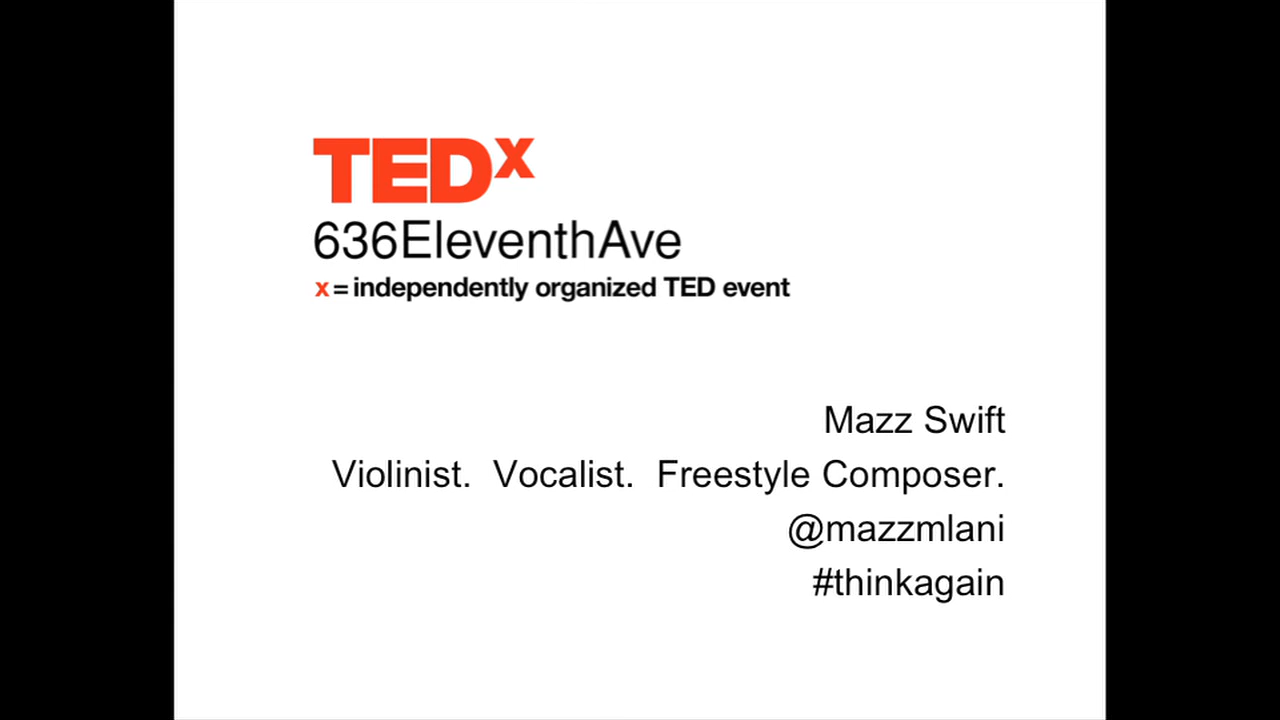 TEDx
636EleventhAve
x = independently organized TED event
Mazz Swift
Violinist.  Vocalist.  Freestyle Composer.
@mazzmlani
#thinkagain